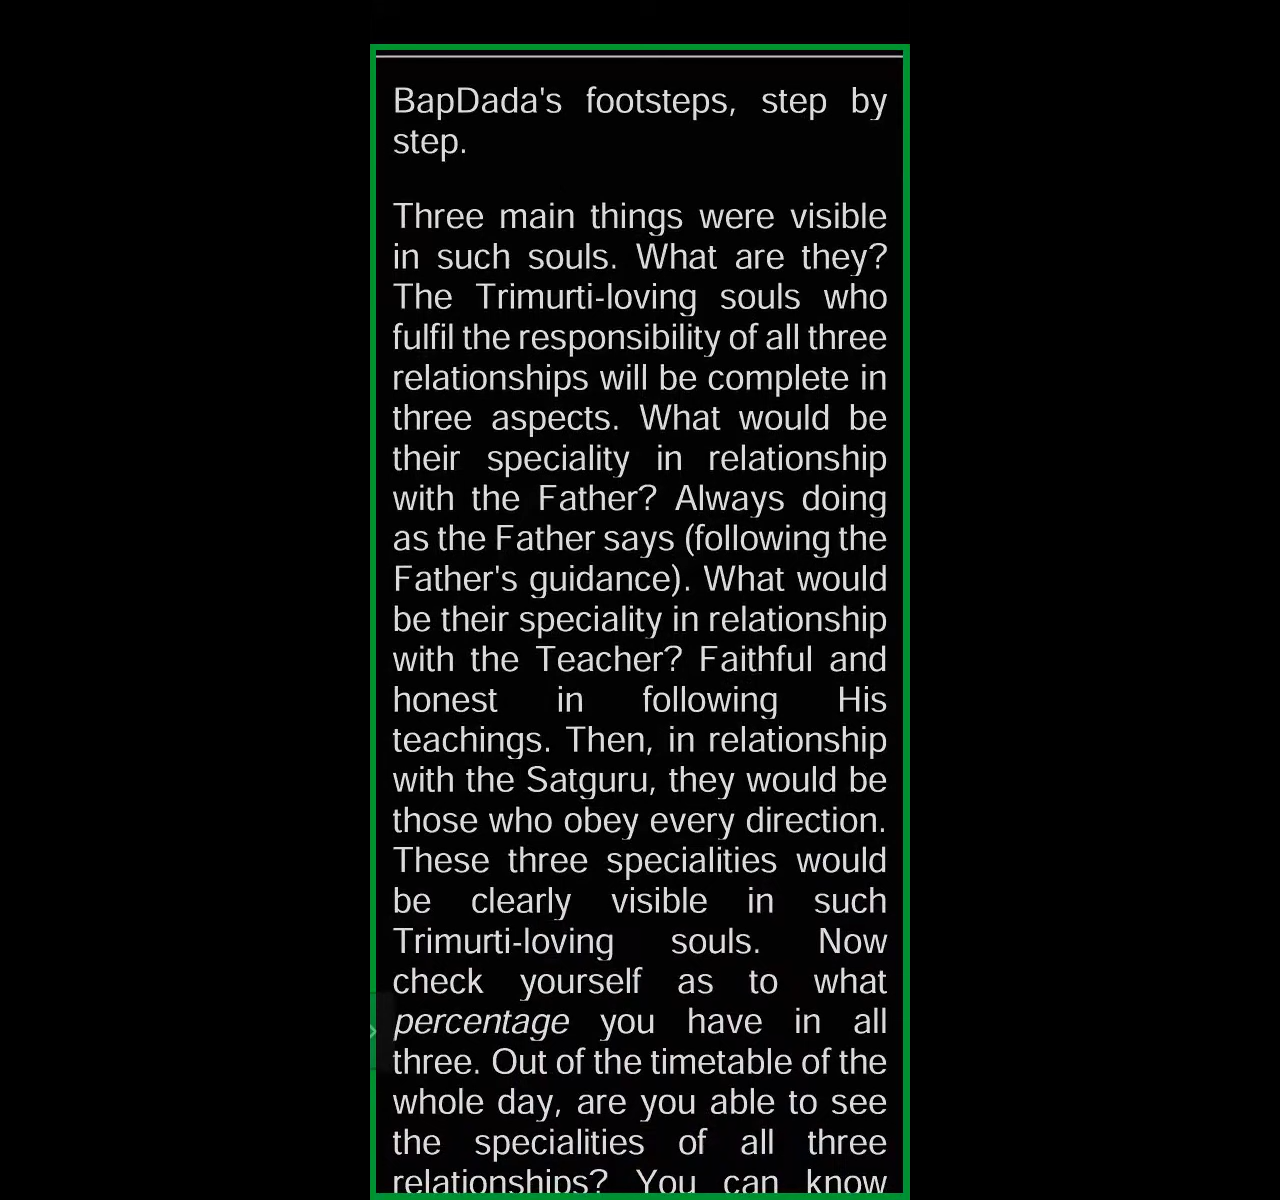 BapDada's footsteps, step by
step.
Three main things were visible
in such souls. What are they?
The Trimurti-loving souls who
fulfil the responsibility of all three
relationships will be complete in
three aspects. What would be
their speciality in relationship
with the Father? Always doing
as the Father says (following the
Father's guidance). What would
be their speciality in relationship
with the Teacher? Faithful and
honest in following His
teachings. Then, in relationship
with the Satguru, they would be
those who obey every direction.
These three specialities would
be clearly visible in such
Trimurti-loving souls. Now
check yourself as to what
percentage you have in all
three. Out of the timetable of the
whole day, are you able to see
the specialities of all three
relationships? You can know